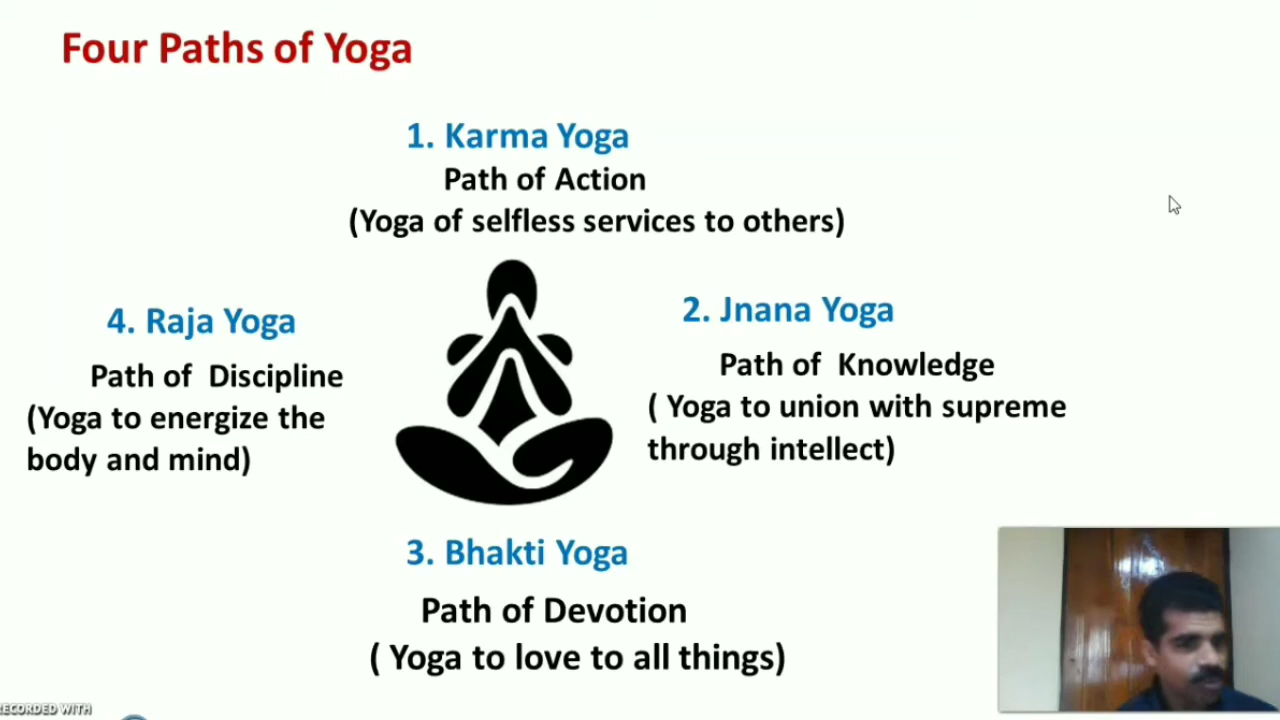 Four Paths of Yoga
1. Karma Yoga
Path of Action
(Yoga of selfless services to others)
2. Jnana Yoga
Path of Knowledge
( Yoga to union with supreme
through intellect)
3. Bhakti Yoga
Path of Devotion
( Yoga to love to all things)
4. Raja Yoga
Path of Discipline
(Yoga to energize the
body and mind)
RECORDED WITH